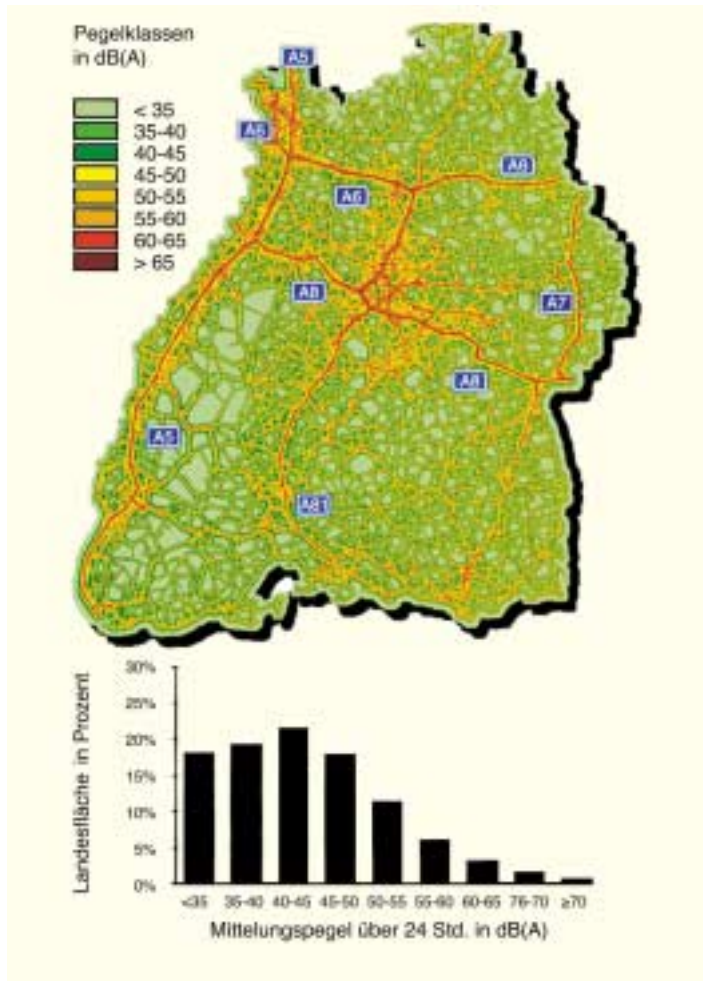 Pegelklassen
in dB(A)
< 35
35-40
40-45
45-50
50-55
55-60
60-65
> 65
A5
A6
A6
A6
A8
A7
A8
A5
A81
Landesfläche in Prozent
30%
25%
20%
15%
10%
5%
0%
<35 35-40 40-45 45-50 50-55 55-60 60-65 76-70 ≥70
Mittelungspegel über 24 Std. in dB(A)